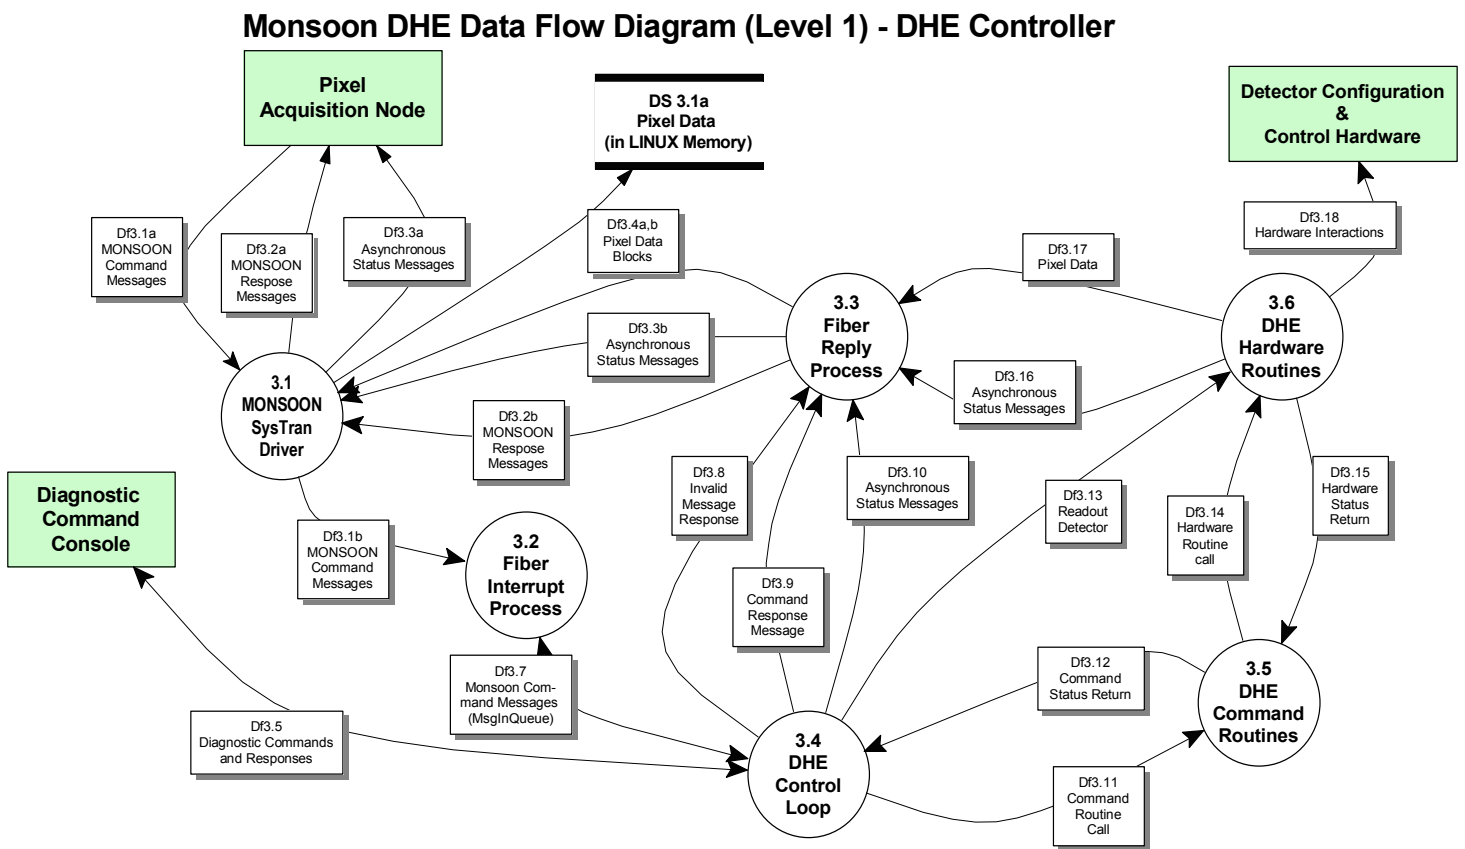 Monsoon DHE Data Flow Diagram (Level 1) - DHE Controller
Pixel
Acquisition Node
DS 3.1a
Pixel Data
(in LINUX Memory)
Detector Configuration
&
Control Hardware
Df3.1a
MONSOON
Command
Messages
Df3.2a
MONSOON
Respose
Messages
Df3.3a
Asynchronous
Status Messages
Df3.4a,b
Pixel Data
Blocks
Df3.17
Pixel Data
Df3.18
Hardware Interactions
3.3
Fiber
Reply
Process
3.6
DHE
Hardware
Routines
Df3.3b
Asynchronous
Status Messages
Df3.16
Asynchronous
Status Messages
3.1
MONSOON
SysTran
Driver
Df3.2b
MONSOON
Respose
Messages
Df3.8
Invalid
Message
Response
Df3.10
Asynchronous
Status Messages
Df3.13
Readout
Detector
Df3.14
Hardware
Routine
call
Df3.15
Hardware
Status
Return
Diagnostic
Command
Console
Df3.1b
MONSOON
Command
Messages
3.2
Fiber
Interrupt
Process
Df3.9
Command
Response
Message
Df3.7
Monsoon Com-
mand Messages
(MsgInQueue)
Df3.12
Command
Status Return
3.5
DHE
Command
Routines
Df3.5
Diagnostic Commands
and Responses
3.4
DHE
Control
Loop
Df3.11
Command
Routine
Call